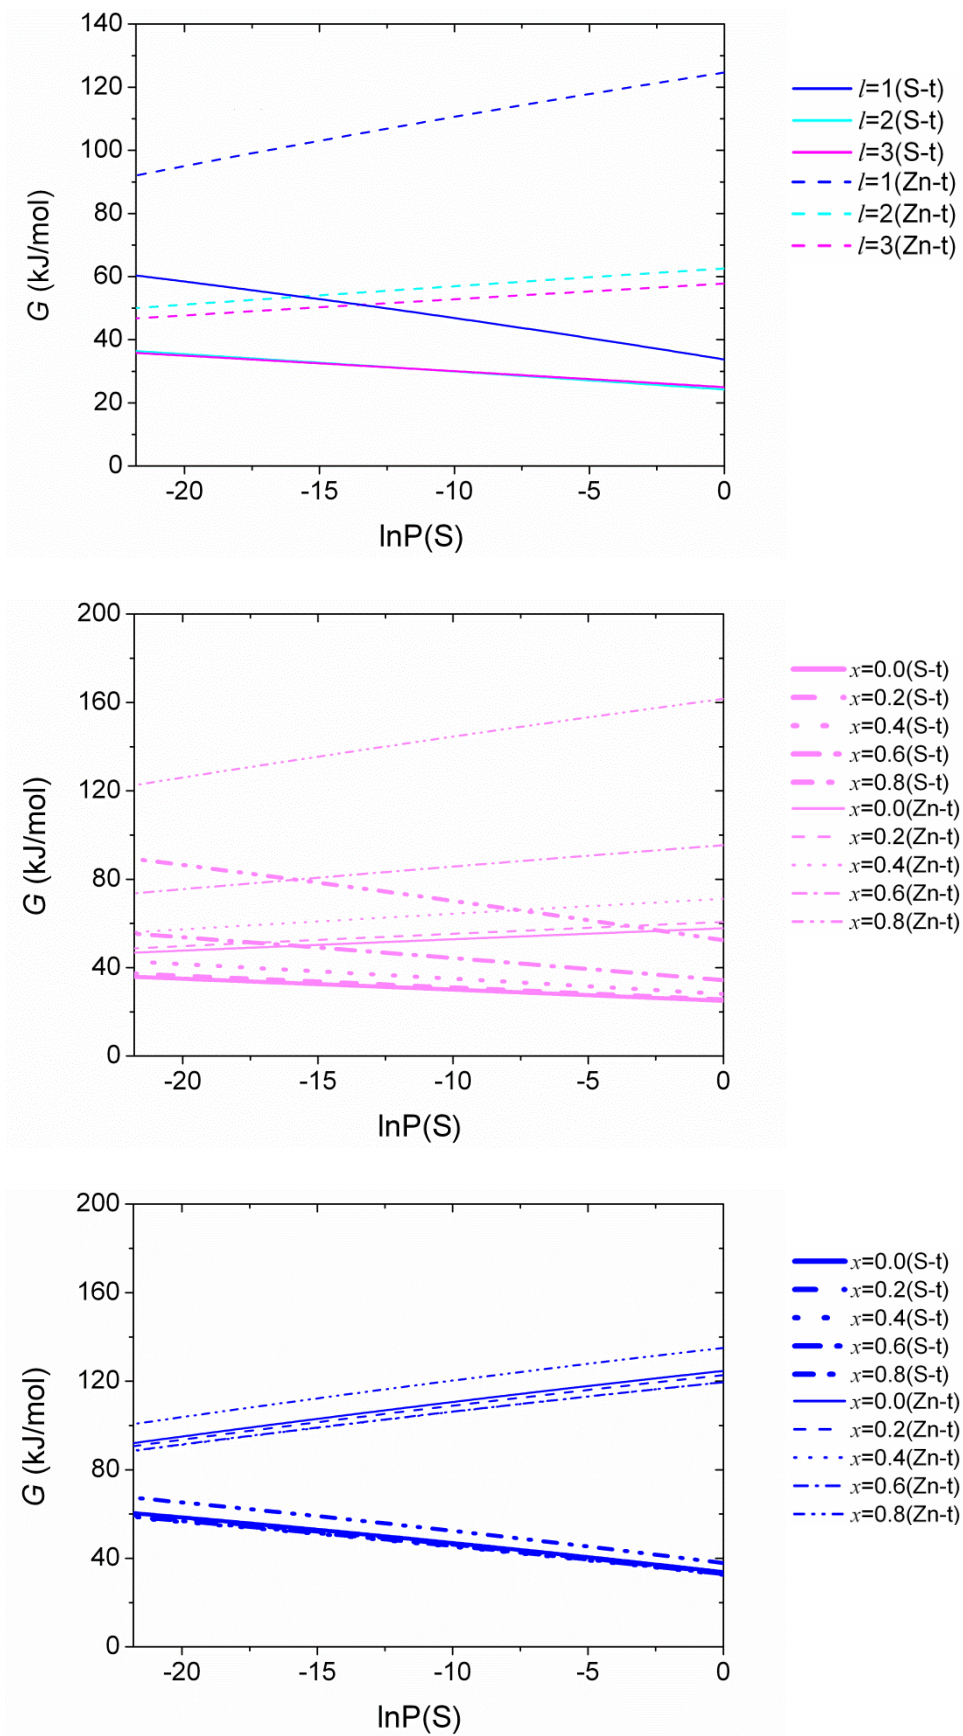 140
120
100
80
60
40
20
0
-20
-15
-10
-5
0
G (kJ/mol)
lnP(S)
l=1(S-t)
l=2(S-t)
l=3(S-t)
l=1(Zn-t)
l=2(Zn-t)
l=3(Zn-t)
200
160
120
80
40
0
-20
-15
-10
-5
0
G (kJ/mol)
lnP(S)
x=0.0(S-t)
x=0.2(S-t)
x=0.4(S-t)
x=0.6(S-t)
x=0.8(S-t)
x=0.0(Zn-t)
x=0.2(Zn-t)
x=0.4(Zn-t)
x=0.6(Zn-t)
x=0.8(Zn-t)
200
160
120
80
40
0
-20
-15
-10
-5
0
G (kJ/mol)
lnP(S)
x=0.0(S-t)
x=0.2(S-t)
x=0.4(S-t)
x=0.6(S-t)
x=0.8(S-t)
x=0.0(Zn-t)
x=0.2(Zn-t)
x=0.4(Zn-t)
x=0.6(Zn-t)
x=0.8(Zn-t)